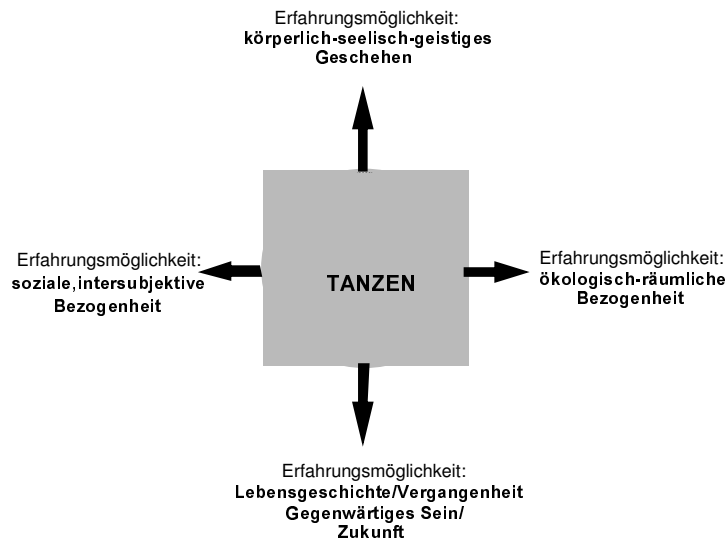 Erfahrungsmöglichkeit:
körperlich-seelisch-geistiges
Geschehen
Erfahrungsmöglichkeit:
soziale,intersubjektive
Bezogenheit
TANZEN
Erfahrungsmöglichkeit:
ökologisch-räumliche
Bezogenheit
Erfahrungsmöglichkeit:
Lebensgeschichte/Vergangenheit
Gegenwärtiges Sein/
Zukunft